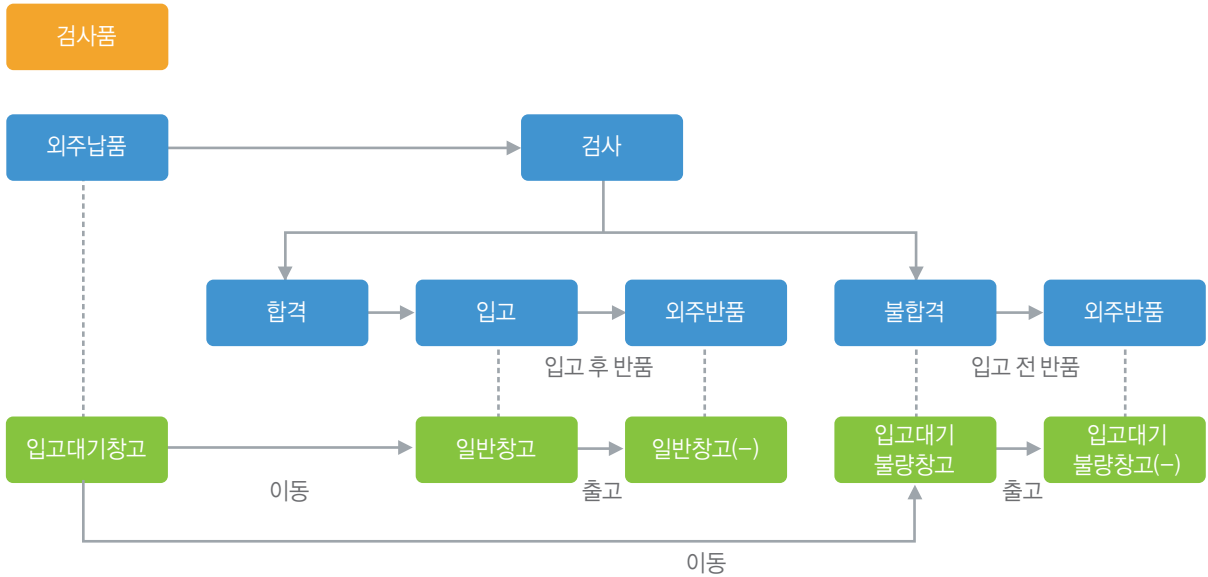 검사품
외주납품
검사
합격
입고
외주반품
불합격
외주반품
입고 후 반품
입고 전 반품
입고대기창고
일반창고
일반창고(−)
입고대기
불량창고
입고대기
불량창고(−)
이동
출고
출고
이동